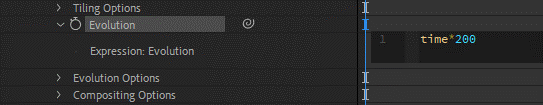 Tiling Options
Evolution
Expression: Evolution
1 time*200
Evolution Options
Compositing Options